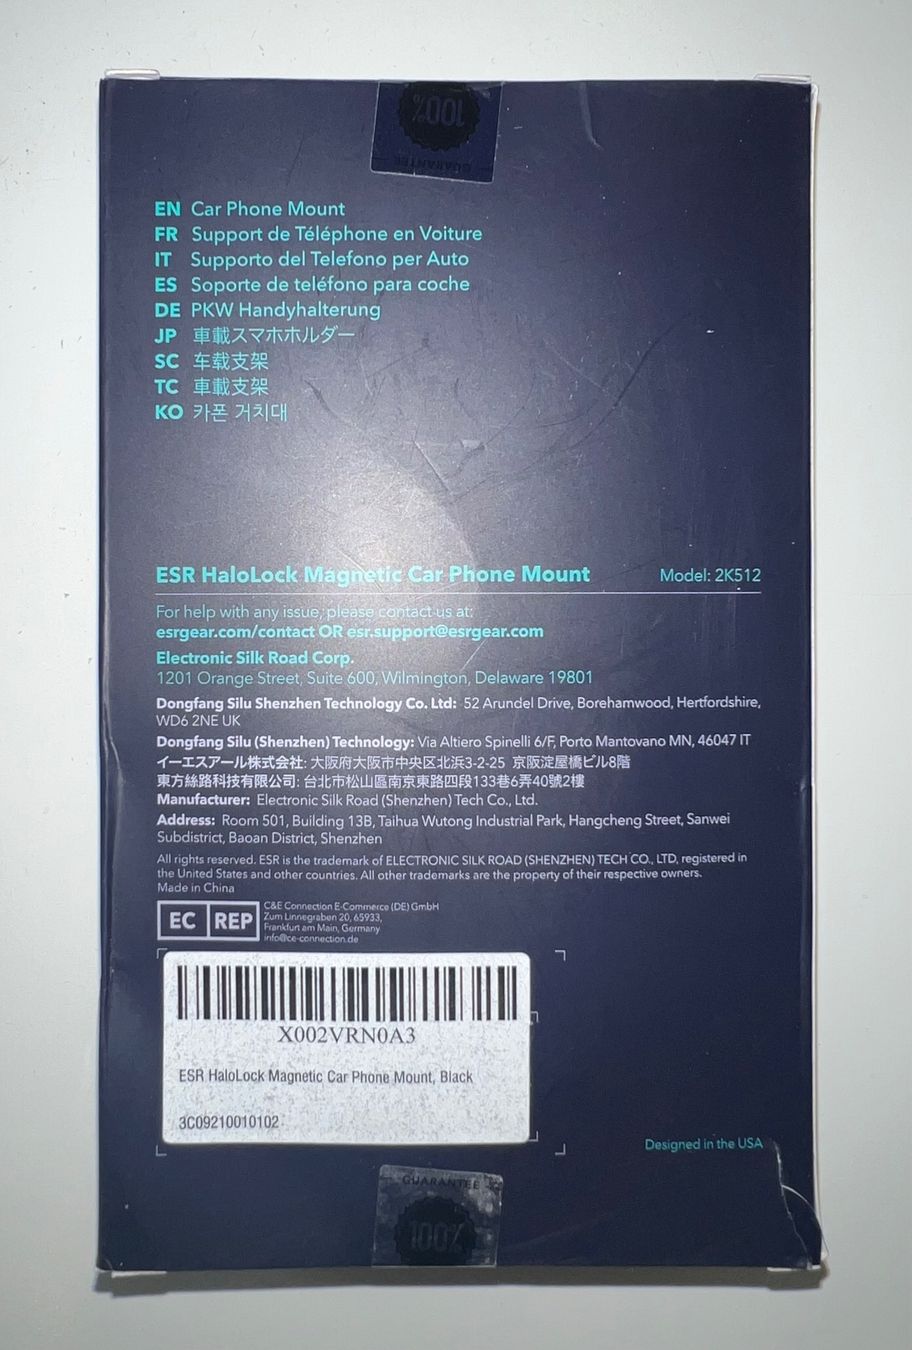 100%
GUARANTEE
EN Car Phone Mount
FR Support de Téléphone en Voiture
IT Supporto del Telefono per Auto
ES Soporte de teléfono para coche
DE PKW Handyhalterung
JP 車載スマホホルダー
SC 车载支架
TC 車載支架
KO 카폰 거치대
ESR HaloLock Magnetic Car Phone Mount Model: 2K512
For help with any issue, please contact us at:
esrgear.com/contact OR esr.support@esrgear.com
Electronic Silk Road Corp.
1201 Orange Street, Suite 600, Wilmington, Delaware 19801
Dongfang Silu Shenzhen Technology Co. Ltd: 52 Arundel Drive, Borehamwood, Hertfordshire,
WD6 2NE UK
Dongfang Silu (Shenzhen) Technology: Via Altiero Spinelli 6/F, Porto Mantovano MN, 46047 IT
イーエスアール株式会社: 大阪府大阪市中央区北浜3-2-25 京阪淀屋橋ビル8階
東方絲路科技有限公司: 台北市松山區南京東路四段133巷6弄40號2樓
Manufacturer: Electronic Silk Road (Shenzhen) Tech Co., Ltd.
Address: Room 501, Building 13B, Taihua Wutong Industrial Park, Hangcheng Street, Sanwei
Subdistrict, Baoan District, Shenzhen
All rights reserved. ESR is the trademark of ELECTRONIC SILK ROAD (SHENZHEN) TECH CO., LTD, registered in
the United States and other countries. All other trademarks are the property of their respective owners.
Made in China
EC REP
C&E Connection E-Commerce (DE) GmbH
Zum Linnegraben 20, 65933,
Frankfurt am Main, Germany
info@ce-connection.de
X002VRN0A3
ESR HaloLock Magnetic Car Phone Mount, Black
3C09210010102
Designed in the USA
GUARANTEE
100%